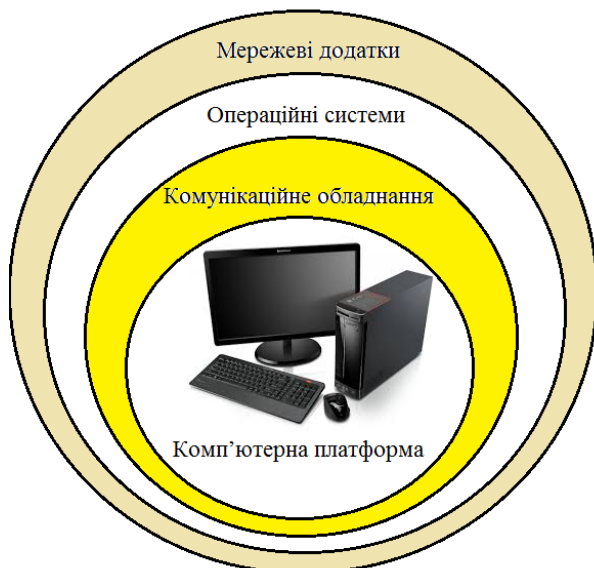 Мережеві додатки
Операційні системи
Комунікаційне обладнання
Комп’ютерна платформа